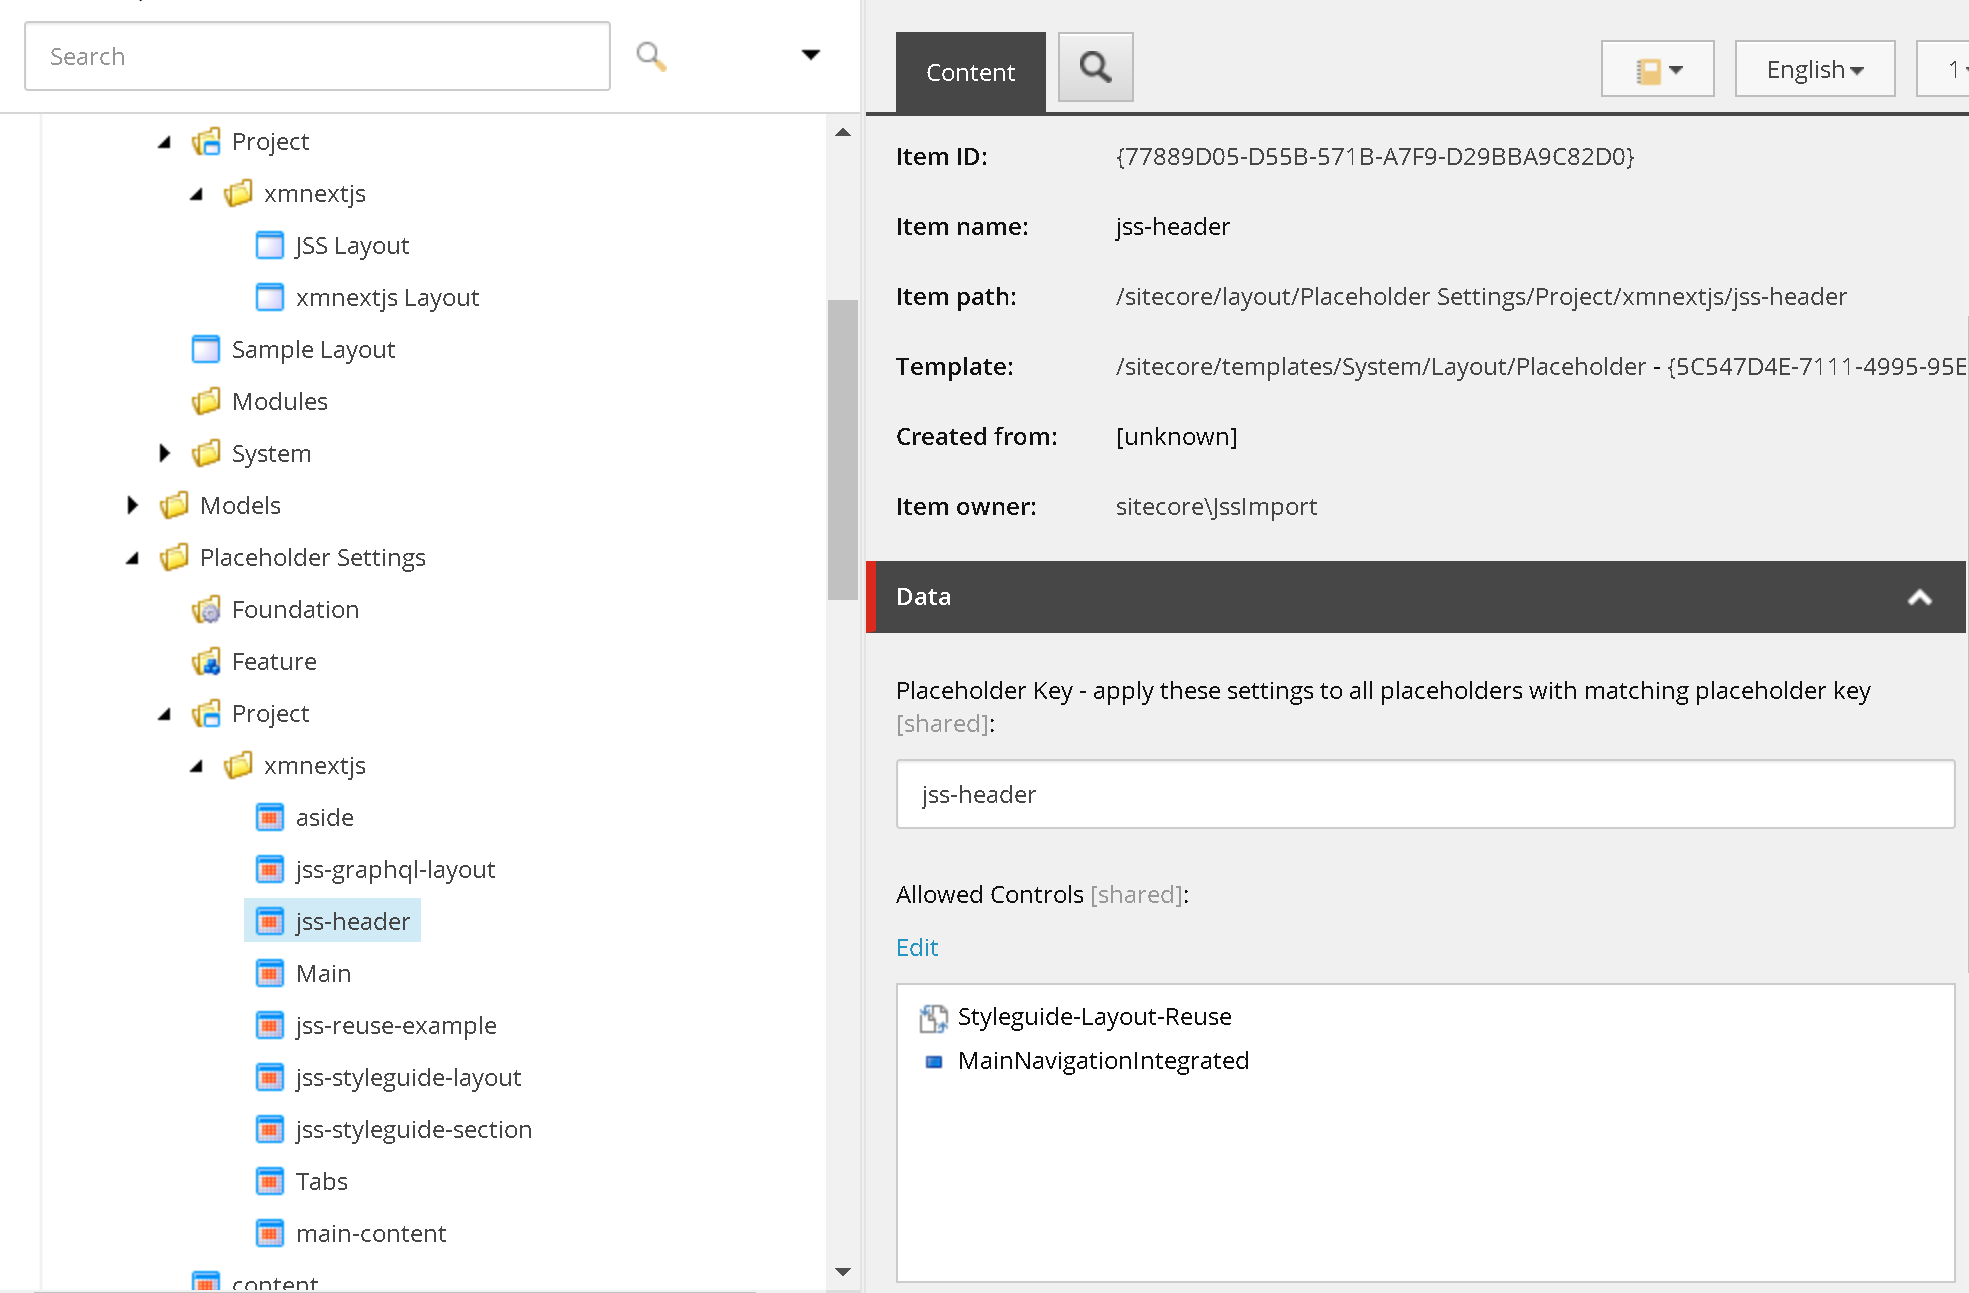 Search
Project
xmnextjs
JSS Layout
xmnextjs Layout
Sample Layout
Modules
System
Models
Placeholder Settings
Foundation
Feature
Project
xmnextjs
aside
jss-graphql-layout
jss-header
Main
jss-reuse-example
jss-styleguide-layout
jss-styleguide-section
Tabs
main-content
content
Content
English
1
Item ID: {77889D05-D55B-571B-A7F9-D29BBA9C82D0}
Item name: jss-header
Item path: /sitecore/layout/Placeholder Settings/Project/xmnextjs/jss-header
Template: /sitecore/templates/System/Layout/Placeholder - {5C547D4E-7111-4995-95E
Created from: [unknown]
Item owner: sitecore\JssImport
Data
Placeholder Key - apply these settings to all placeholders with matching placeholder key
[shared]:
jss-header
Allowed Controls [shared]:
Edit
Styleguide-Layout-Reuse
MainNavigationIntegrated